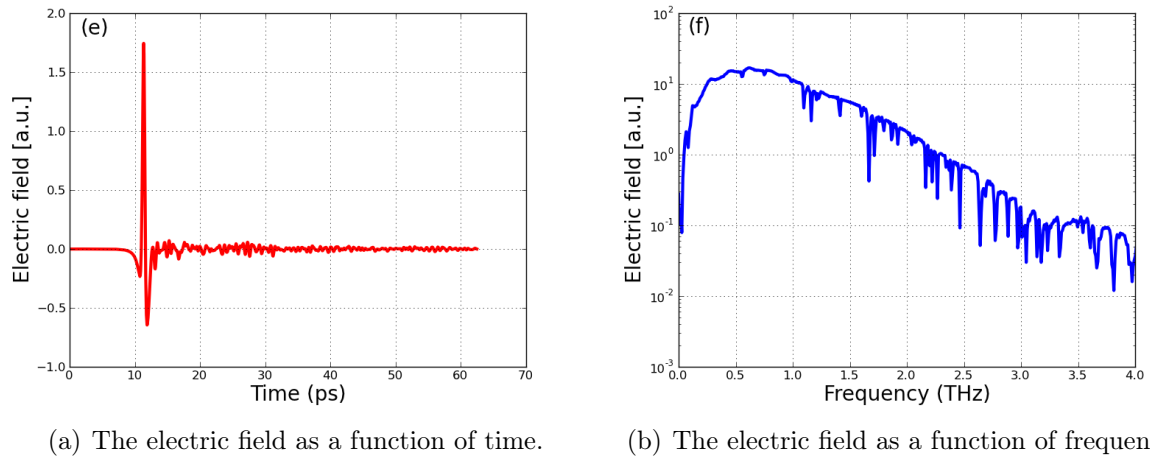 (e)
2.0
1.5
1.0
0.5
0.0
−0.5
−1.0
Electric field [a.u.]
0 10 20 30 40 50 60 70
Time (ps)
(f)
10^2
10^1
10^0
10^-1
10^-2
10^-3
Electric field [a.u.]
0.0 0.5 1.0 1.5 2.0 2.5 3.0 3.5 4.0
Frequency (THz)
(a) The electric field as a function of time.
(b) The electric field as a function of frequen